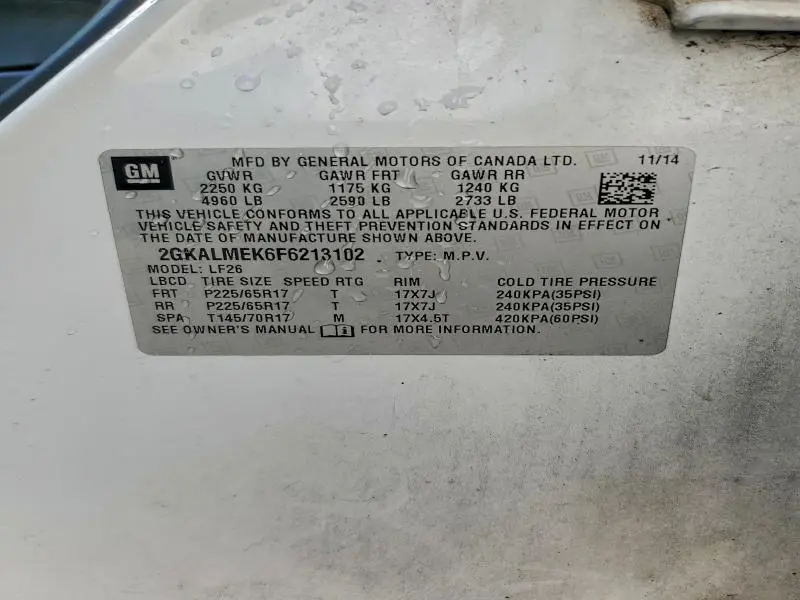 GM
MFD BY GENERAL MOTORS OF CANADA LTD. 11/14
GVWR GAWR FRT GAWR RR
2250 KG 1175 KG 1240 KG
4960 LB 2590 LB 2733 LB
THIS VEHICLE CONFORMS TO ALL APPLICABLE U.S. FEDERAL MOTOR
VEHICLE SAFETY AND THEFT PREVENTION STANDARDS IN EFFECT ON
THE DATE OF MANUFACTURE SHOWN ABOVE.
2GKALMEK6F6213102 TYPE: M.P.V.
MODEL: LF26
LBCD TIRE SIZE SPEED RTG RIM COLD TIRE PRESSURE
FRT P225/65R17 T 17X7J 240KPA(35PSI)
RR P225/65R17 T 17X7J 240KPA(35PSI)
SPA T145/70R17 M 17X4.5T 420KPA(60PSI)
SEE OWNER'S MANUAL FOR MORE INFORMATION.